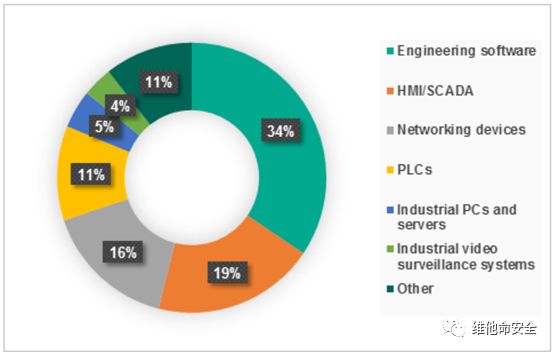 34%
19%
16%
11%
5%
4%
11%
Engineering software
HMI/SCADA
Networking devices
PLCs
Industrial PCs and
servers
Industrial video
surveillance systems
Other
维他命安全